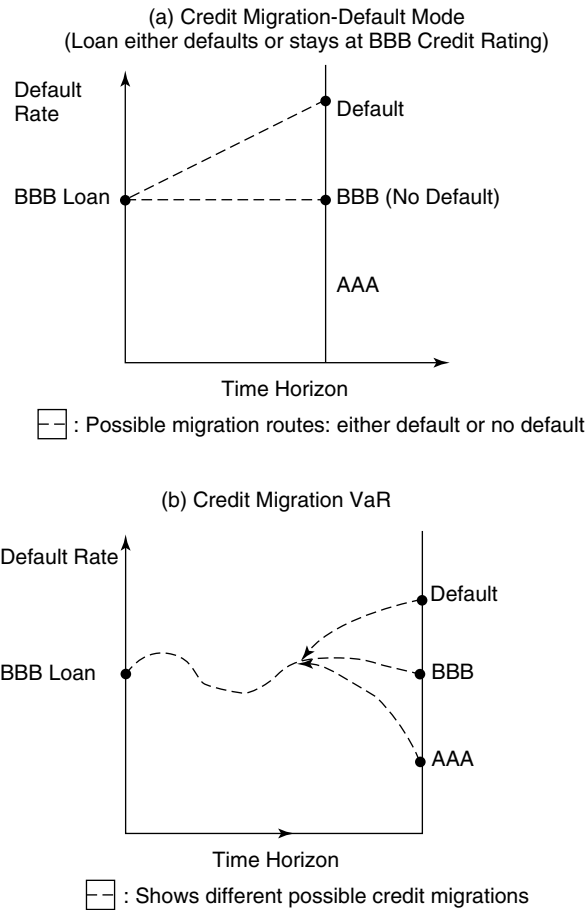 (a) Credit Migration-Default Mode
(Loan either defaults or stays at BBB Credit Rating)
Default
Rate
Default
BBB Loan
BBB (No Default)
AAA
Time Horizon
: Possible migration routes: either default or no default
(b) Credit Migration VaR
Default Rate
Default
BBB Loan
BBB
AAA
Time Horizon
: Shows different possible credit migrations